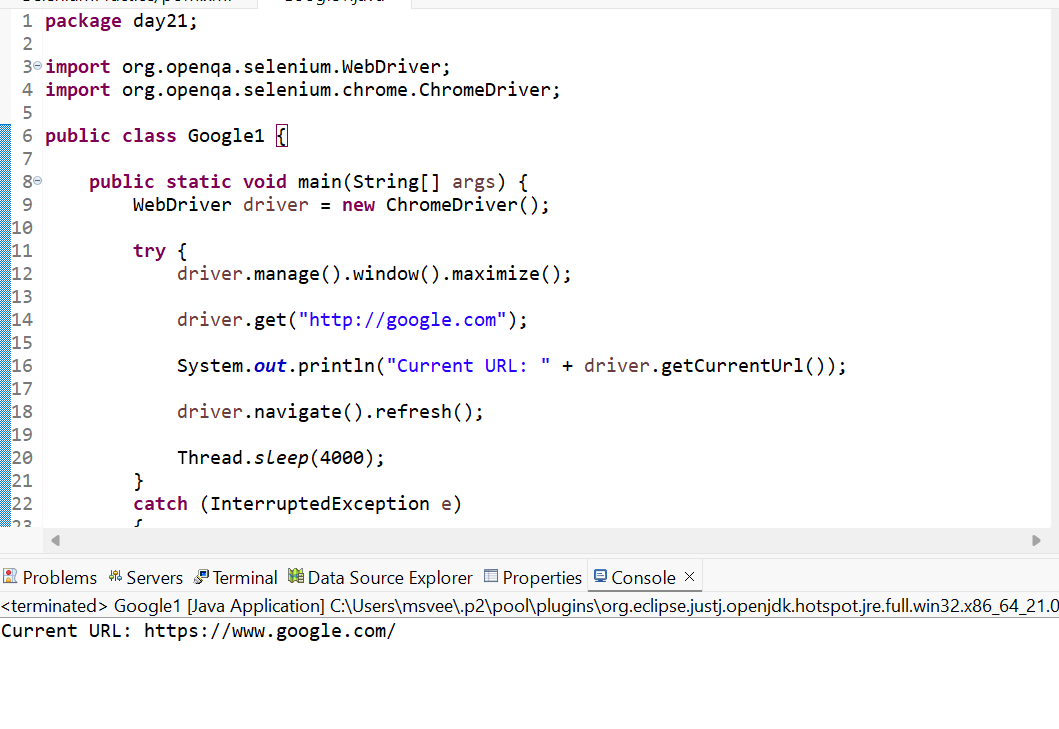 1 package day21;
2
3 import org.openqa.selenium.WebDriver;
4 import org.openqa.selenium.chrome.ChromeDriver;
5
6 public class Google1 {
7
8 public static void main(String[] args) {
9 WebDriver driver = new ChromeDriver();
10
11 try {
12 driver.manage().window().maximize();
13
14 driver.get("http://google.com");
15
16 System.out.println("Current URL: " + driver.getCurrentUrl());
17
18 driver.navigate().refresh();
19
20 Thread.sleep(4000);
21 }
22 catch (InterruptedException e)
23 {
Problems Servers Terminal Data Source Explorer Properties Console
<terminated> Google1 [Java Application] C:\Users\msvee\.p2\pool\plugins\org.eclipse.justj.openjdk.hotspot.jre.full.win32.x86_64_21.0
Current URL: https://www.google.com/